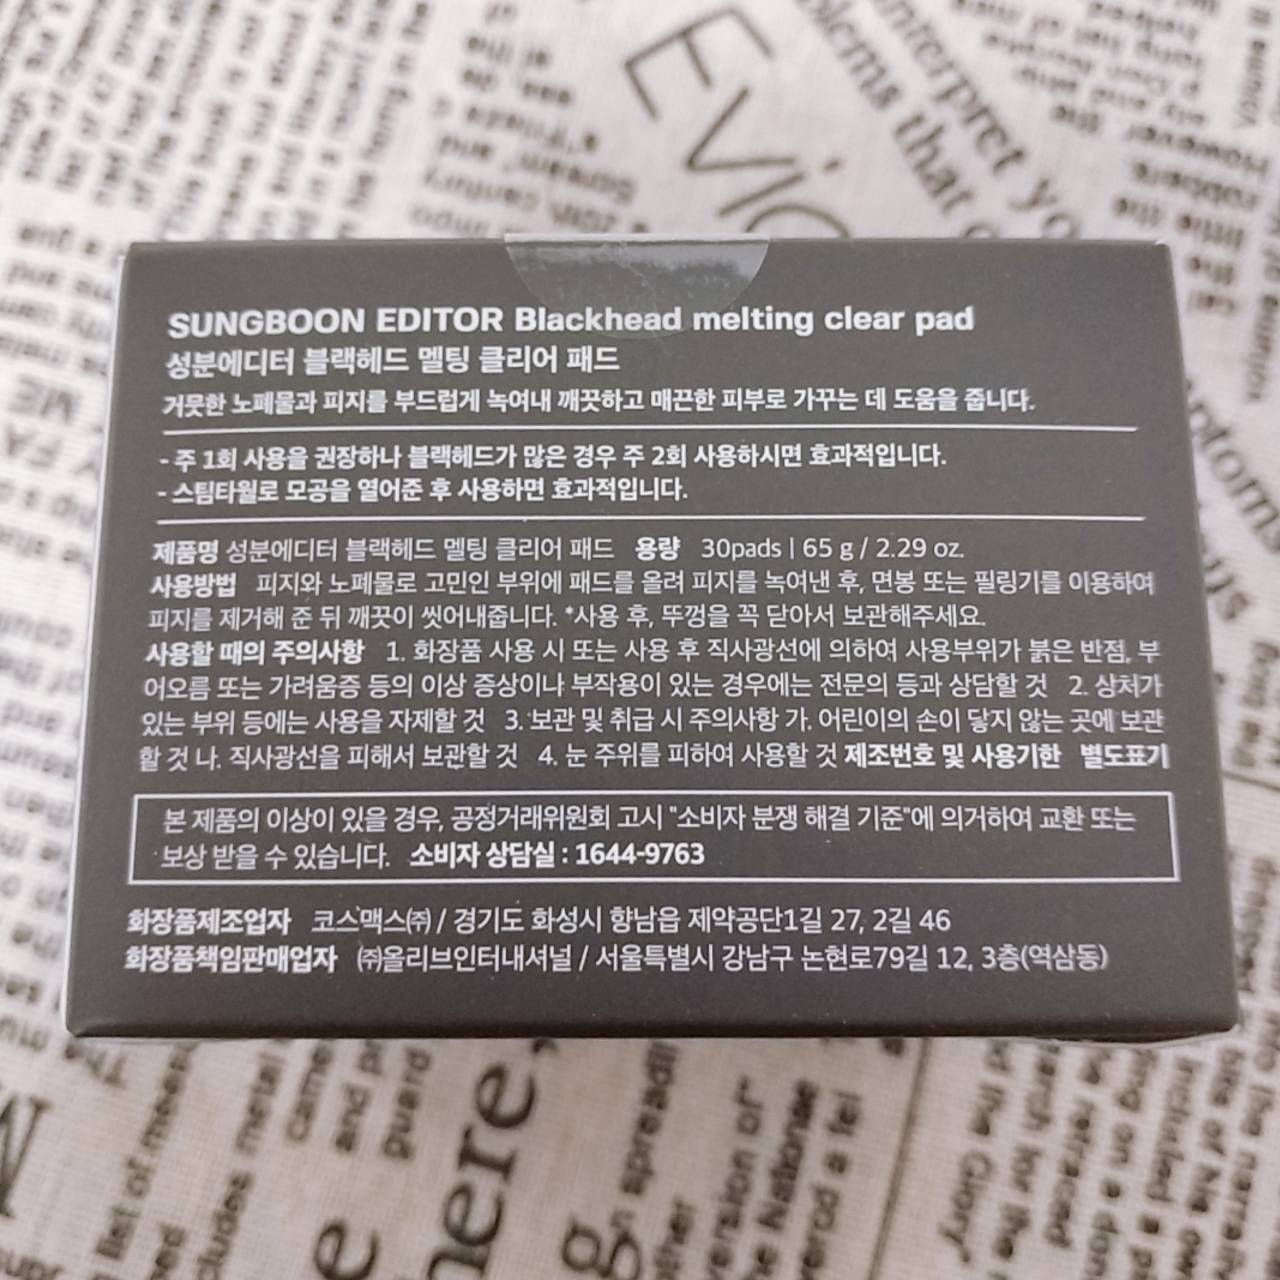 SUNGBOON EDITOR Blackhead melting clear pad
성분에디터 블랙헤드 멜팅 클리어 패드
거뭇한 노폐물과 피지를 부드럽게 녹여내 깨끗하고 매끈한 피부로 가꾸는 데 도움을 줍니다.
- 주 1회 사용을 권장하나 블랙헤드가 많은 경우 주 2회 사용하시면 효과적입니다.
- 스팀타월로 모공을 열어준 후 사용하면 효과적입니다.
제품명 성분에디터 블랙헤드 멜팅 클리어 패드 용량 30pads | 65 g / 2.29 oz.
사용방법 피지와 노폐물로 고민인 부위에 패드를 올려 피지를 녹여낸 후, 면봉 또는 필링기를 이용하여
피지를 제거해 준 뒤 깨끗이 씻어내줍니다. *사용 후, 뚜껑을 꼭 닫아서 보관해주세요.
사용할 때의 주의사항 1. 화장품 사용 시 또는 사용 후 직사광선에 의하여 사용부위가 붉은 반점, 부
어오름 또는 가려움증 등의 이상 증상이나 부작용이 있는 경우에는 전문의 등과 상담할 것 2. 상처가
있는 부위 등에는 사용을 자제할 것 3. 보관 및 취급 시 주의사항 가. 어린이의 손이 닿지 않는 곳에 보관
할 것 나. 직사광선을 피해서 보관할 것 4. 눈 주위를 피하여 사용할 것 제조번호 및 사용기한 별도표기
본 제품의 이상이 있을 경우, 공정거래위원회 고시 "소비자 분쟁 해결 기준"에 의거하여 교환 또는
보상 받을 수 있습니다. 소비자 상담실 : 1644-9763
화장품제조업자 코스맥스㈜ / 경기도 화성시 향남읍 제약공단1길 27, 2길 46
화장품책임판매업자 ㈜올리브인터내셔널 / 서울특별시 강남구 논현로79길 12, 3층(역삼동)